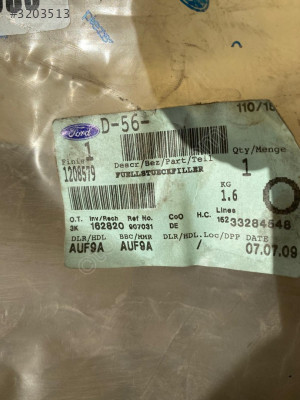 #3203513
Ford
D-56-
110/18
1
Finis
Descr/Bez/Part/Teil
Qty/Menge
1208579
FUELLSTUECKFILLER
1
KG
1.6
O.T. Inv/Rech Ref No. CoO H.C. Lines
3K 162820 907031 DE 162 33284548
DLR/HDL BBC/MMR DLR/HDL.Loc/DPP DATE
AUF9A AUF9A / 07.07.09